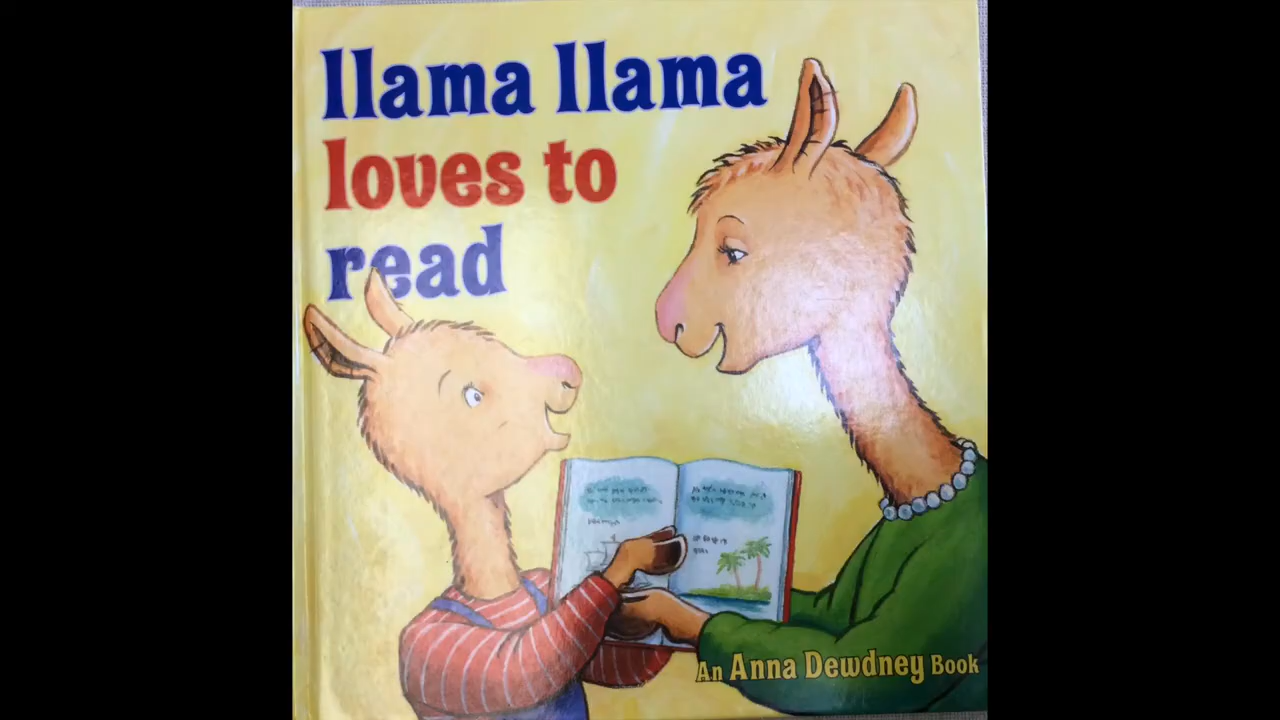 llama llama
loves to
read
An Anna Dewdney Book